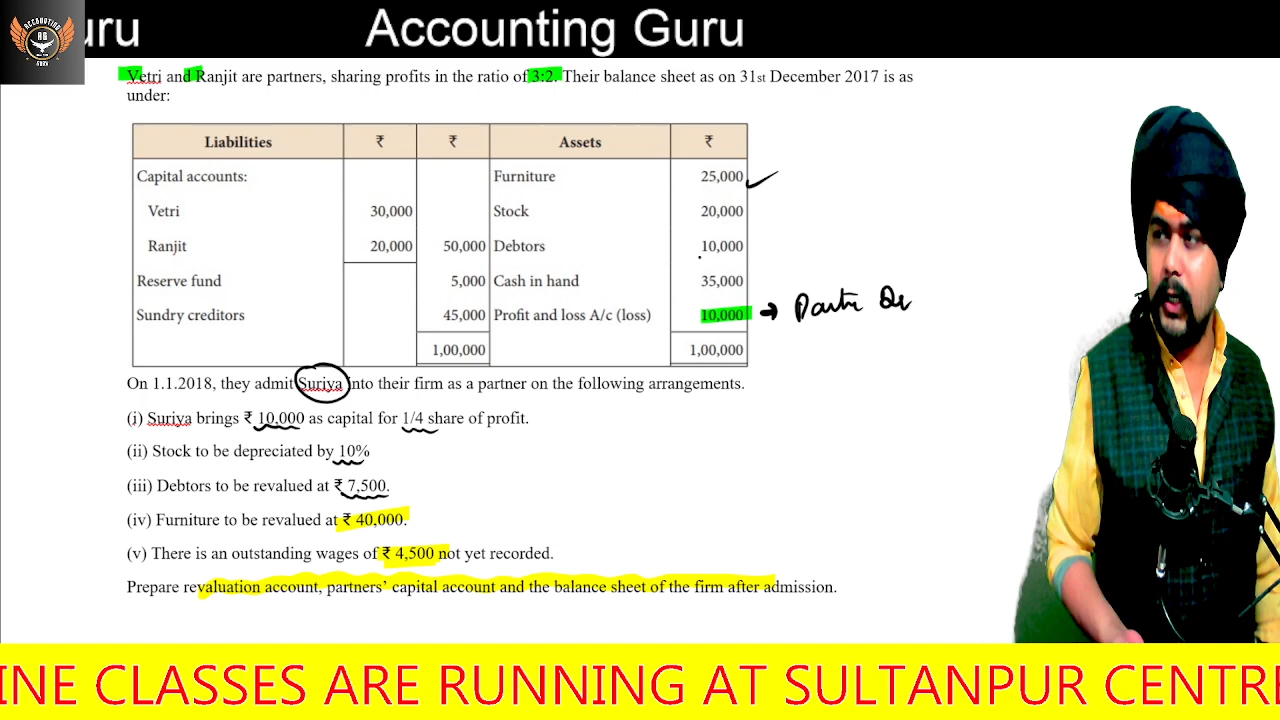 ACCOUNTING
AG
GURU
uru
Accounting Guru
Vetri and Ranjit are partners, sharing profits in the ratio of 3:2. Their balance sheet as on 31st December 2017 is as
under:
Liabilities ₹ ₹ Assets ₹
Capital accounts: Furniture 25,000
Vetri 30,000 Stock 20,000
Ranjit 20,000 50,000 Debtors 10,000
Reserve fund 5,000 Cash in hand 35,000
Sundry creditors 45,000 Profit and loss A/c (loss) 10,000 →
1,00,000 1,00,000
On 1.1.2018, they admit Suriya into their firm as a partner on the following arrangements.
(i) Suriya brings ₹ 10,000 as capital for 1/4 share of profit.
(ii) Stock to be depreciated by 10%
(iii) Debtors to be revalued at ₹ 7,500.
(iv) Furniture to be revalued at ₹ 40,000.
(v) There is an outstanding wages of ₹ 4,500 not yet recorded.
Prepare revaluation account, partners’ capital account and the balance sheet of the firm after admission.
INE CLASSES ARE RUNNING AT SULTANPUR CENTR